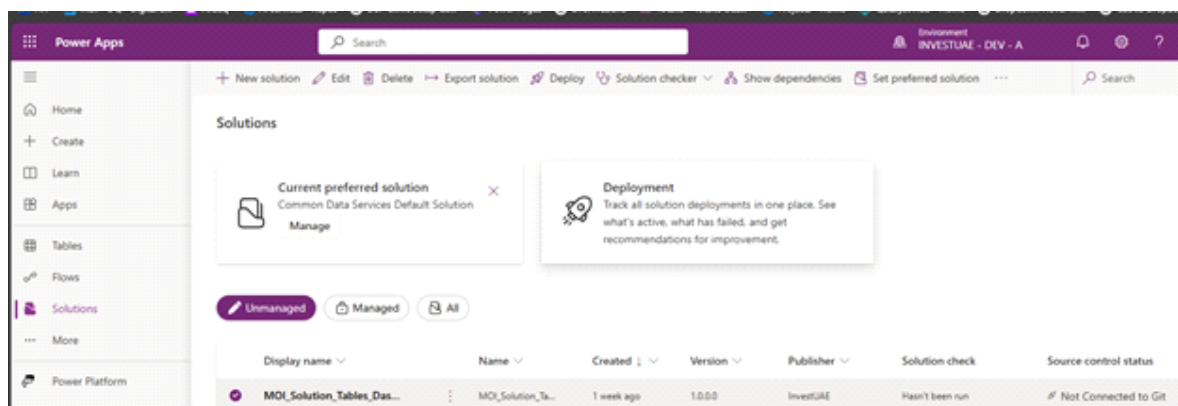 Power Apps
Search
Environment
INVESTUAE - DEV - A
?
New solution Edit Delete Export solution Deploy Solution checker Show dependencies Set preferred solution ... Search
Home
Create
Learn
Apps
Tables
Flows
Solutions
More
Power Platform
Solutions
Current preferred solution
Common Data Services Default Solution
Manage
Deployment
Track all solution deployments in one place. See
what's active, what has failed, and get
recommendations for improvement.
Unmanaged Managed All
Display name Name Created Version Publisher Solution check Source control status
MOI_Solution_Tables_Das... MOI_Solution_Ta... 1 week ago 1.0.0.0 InvestUAE Hasn't been run Not Connected to Git